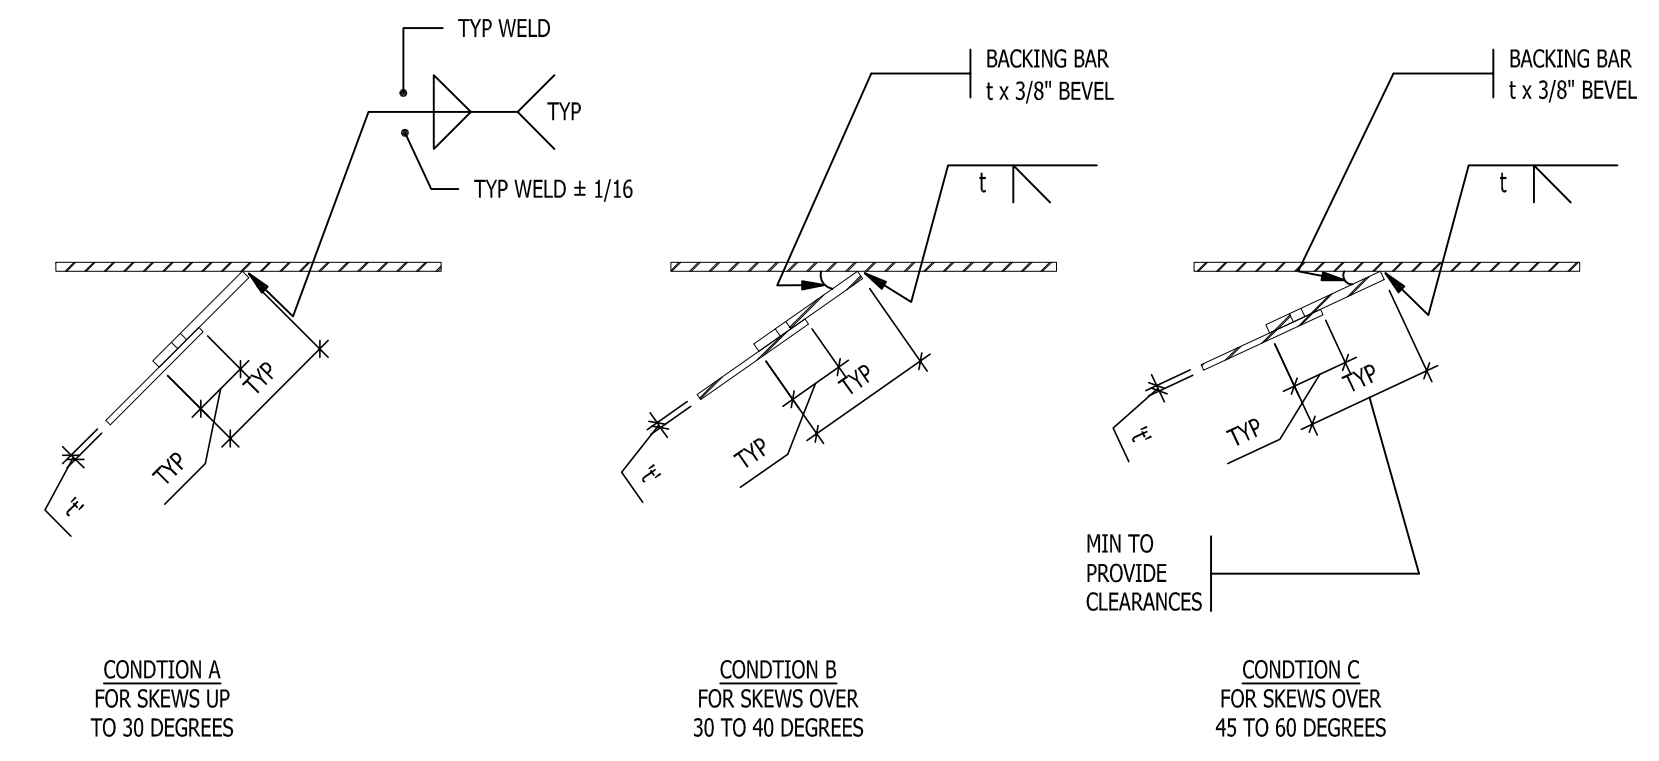 TYP WELD
TYP
TYP WELD ± 1/16
TYP
TYP
"t"
CONDTION A
FOR SKEWS UP
TO 30 DEGREES
BACKING BAR
t x 3/8" BEVEL
t
TYP
TYP
"t"
CONDTION B
FOR SKEWS OVER
30 TO 40 DEGREES
BACKING BAR
t x 3/8" BEVEL
t
TYP
TYP
"t"
MIN TO
PROVIDE
CLEARANCES
CONDTION C
FOR SKEWS OVER
45 TO 60 DEGREES